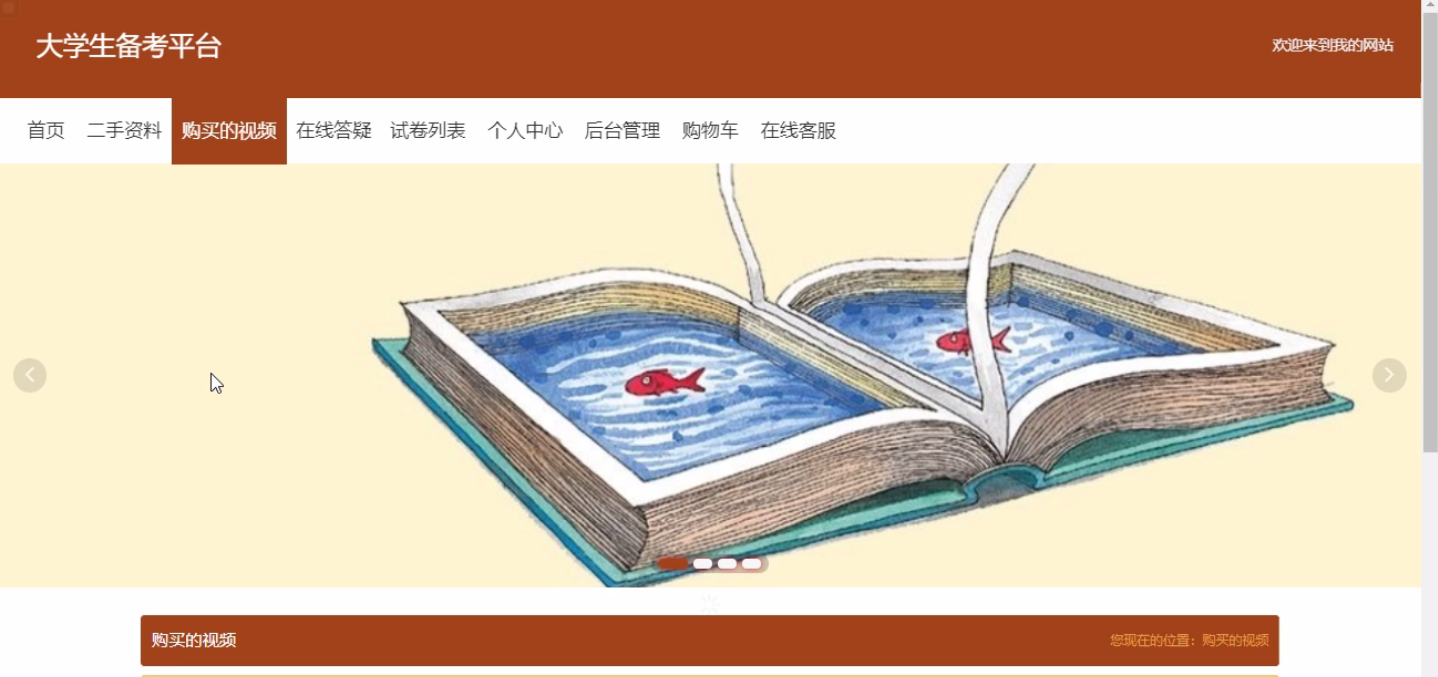 大学生备考平台
欢迎来到我的网站
首页 二手资料 购买的视频 在线答疑 试卷列表 个人中心 后台管理 购物车 在线客服
购买的视频
您现在的位置：购买的视频